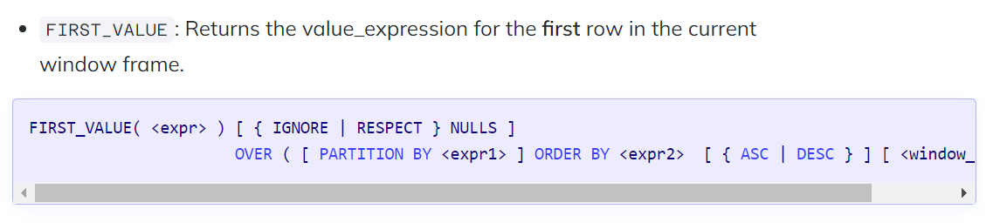 • FIRST_VALUE : Returns the value_expression for the first row in the current
window frame.
FIRST_VALUE( <expr> ) [ { IGNORE | RESPECT } NULLS ]
OVER ( [ PARTITION BY <expr1> ] ORDER BY <expr2> [ { ASC | DESC } ] [ <window_